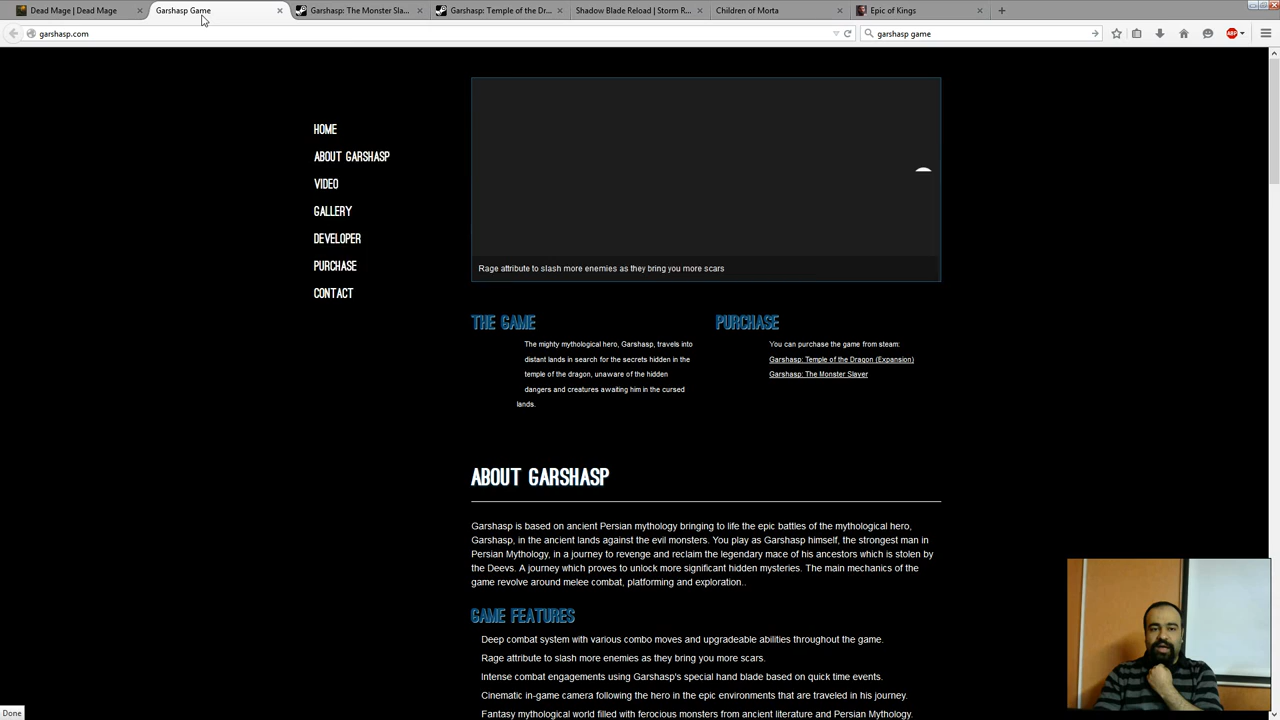 Dead Mage | Dead Mage
Garshasp Game
Garshasp: The Monster Sla...
Garshasp: Temple of the Dr...
Shadow Blade Reload | Storm R...
Children of Morta
Epic of Kings
garshasp.com
garshasp game
ABP
HOME
ABOUT GARSHASP
VIDEO
GALLERY
DEVELOPER
PURCHASE
CONTACT
Rage attribute to slash more enemies as they bring you more scars
THE GAME
The mighty mythological hero, Garshasp, travels into
distant lands in search for the secrets hidden in the
temple of the dragon, unaware of the hidden
dangers and creatures awaiting him in the cursed
lands.
PURCHASE
You can purchase the game from steam:
Garshasp: Temple of the Dragon (Expansion)
Garshasp: The Monster Slayer
ABOUT GARSHASP
Garshasp is based on ancient Persian mythology bringing to life the epic battles of the mythological hero,
Garshasp, in the ancient lands against the evil monsters. You play as Garshasp himself, the strongest man in
Persian Mythology, in a journey to revenge and reclaim the legendary mace of his ancestors which is stolen by
the Deevs. A journey which proves to unlock more significant hidden mysteries. The main mechanics of the
game revolve around melee combat, platforming and exploration..
GAME FEATURES
Deep combat system with various combo moves and upgradeable abilities throughout the game.
Rage attribute to slash more enemies as they bring you more scars.
Intense combat engagements using Garshasp's special hand blade based on quick time events.
Cinematic in-game camera following the hero in the epic environments that are traveled in his journey.
Fantasy mythological world filled with ferocious monsters from ancient literature and Persian Mythology.
Done